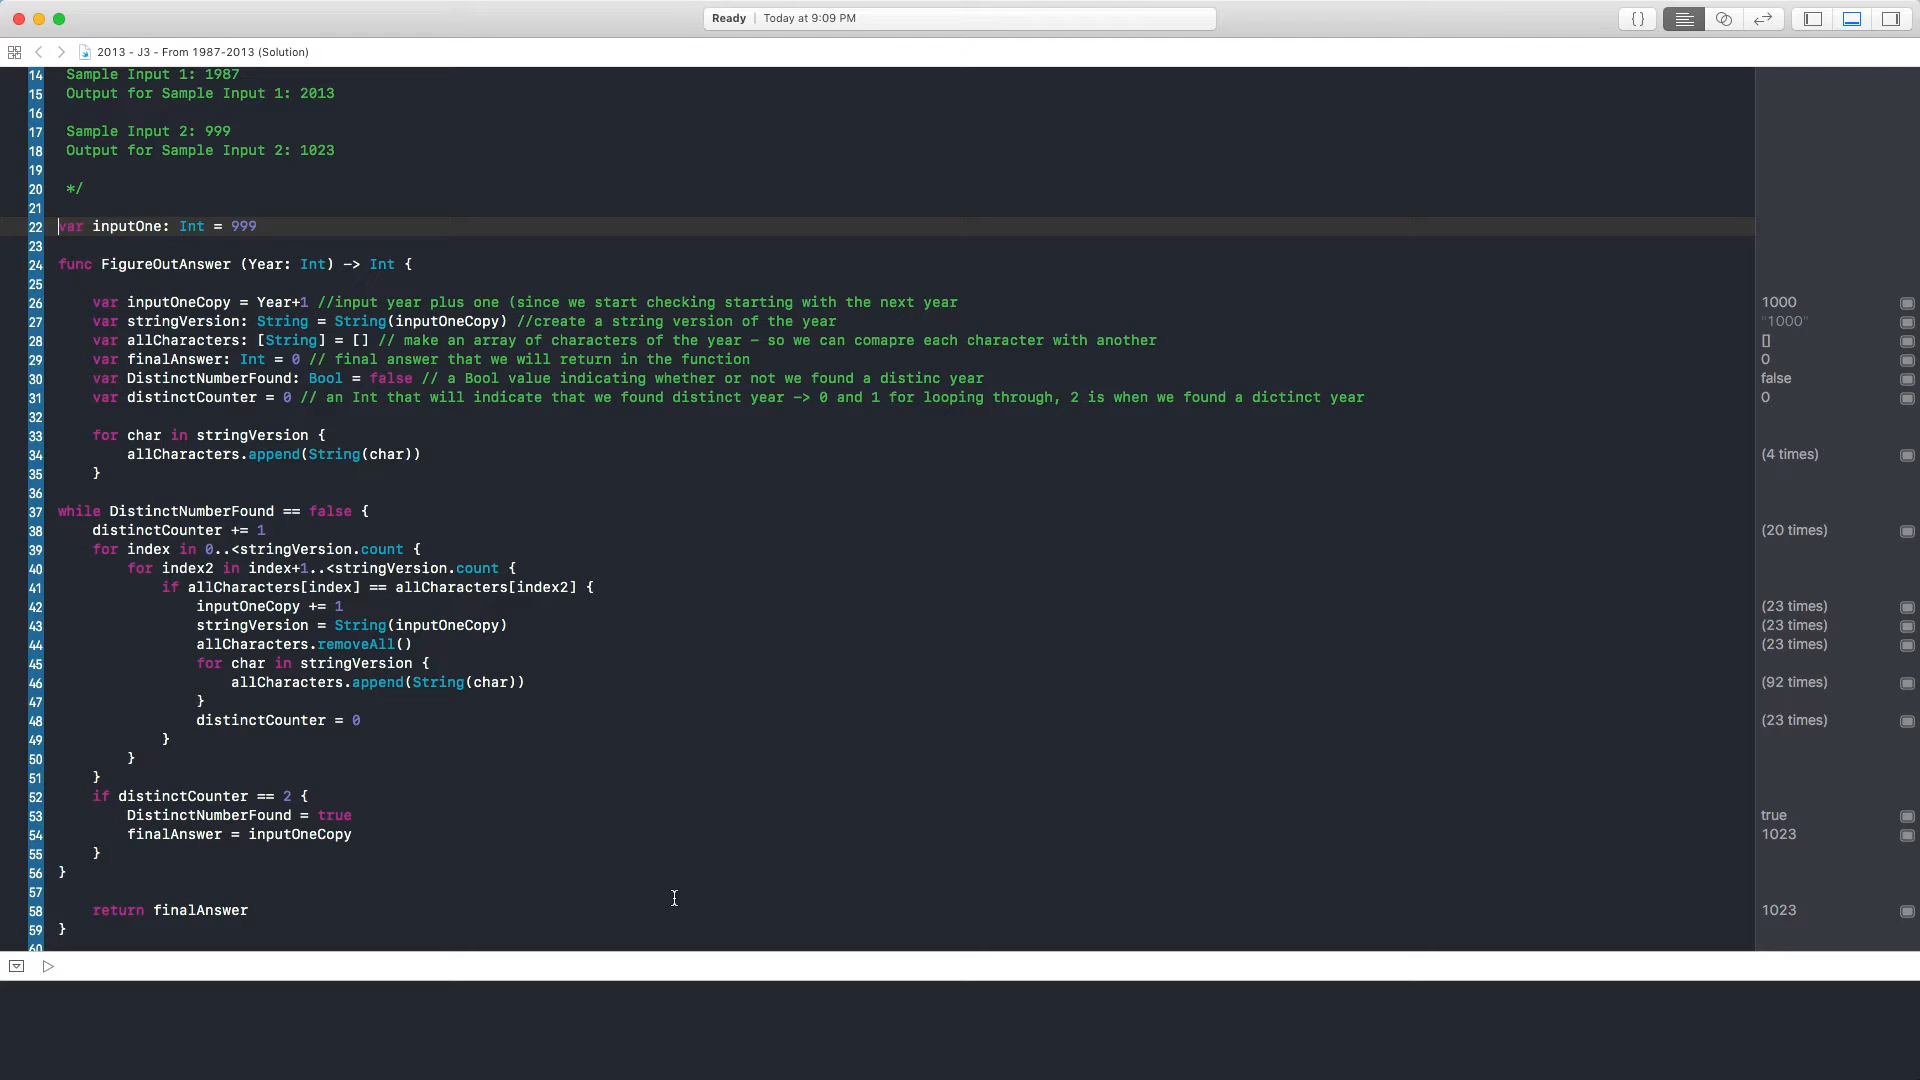 Ready | Today at 9:09 PM
{}
2013 - J3 - From 1987-2013 (Solution)
14 Sample Input 1: 1987
15 Output for Sample Input 1: 2013
16
17 Sample Input 2: 999
18 Output for Sample Input 2: 1023
19
20 */
21
22 var inputOne: Int = 999
23
24 func FigureOutAnswer (Year: Int) -> Int {
25
26 var inputOneCopy = Year+1 //input year plus one (since we start checking starting with the next year 1000
27 var stringVersion: String = String(inputOneCopy) //create a string version of the year "1000"
28 var allCharacters: [String] = [] // make an array of characters of the year - so we can comapre each character with another []
29 var finalAnswer: Int = 0 // final answer that we will return in the function 0
30 var DistinctNumberFound: Bool = false // a Bool value indicating whether or not we found a distinc year false
31 var distinctCounter = 0 // an Int that will indicate that we found distinct year -> 0 and 1 for looping through, 2 is when we found a dictinct year 0
32
33 for char in stringVersion {
34 allCharacters.append(String(char)) (4 times)
35 }
36
37 while DistinctNumberFound == false {
38 distinctCounter += 1 (20 times)
39 for index in 0..<stringVersion.count {
40 for index2 in index+1..<stringVersion.count {
41 if allCharacters[index] == allCharacters[index2] {
42 inputOneCopy += 1 (23 times)
43 stringVersion = String(inputOneCopy) (23 times)
44 allCharacters.removeAll() (23 times)
45 for char in stringVersion {
46 allCharacters.append(String(char)) (92 times)
47 }
48 distinctCounter = 0 (23 times)
49 }
50 }
51 }
52 if distinctCounter == 2 {
53 DistinctNumberFound = true true
54 finalAnswer = inputOneCopy 1023
55 }
56 }
57
58 return finalAnswer 1023
59 }
60